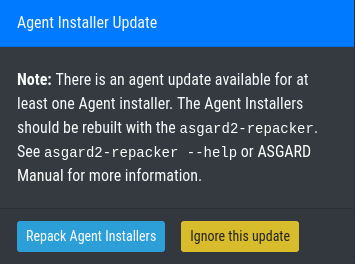 Agent Installer Update
Note: There is an agent update available for at
least one Agent installer. The Agent Installers
should be rebuilt with the asgard2-repacker.
See asgard2-repacker --help or ASGARD
Manual for more information.
Repack Agent Installers
Ignore this update